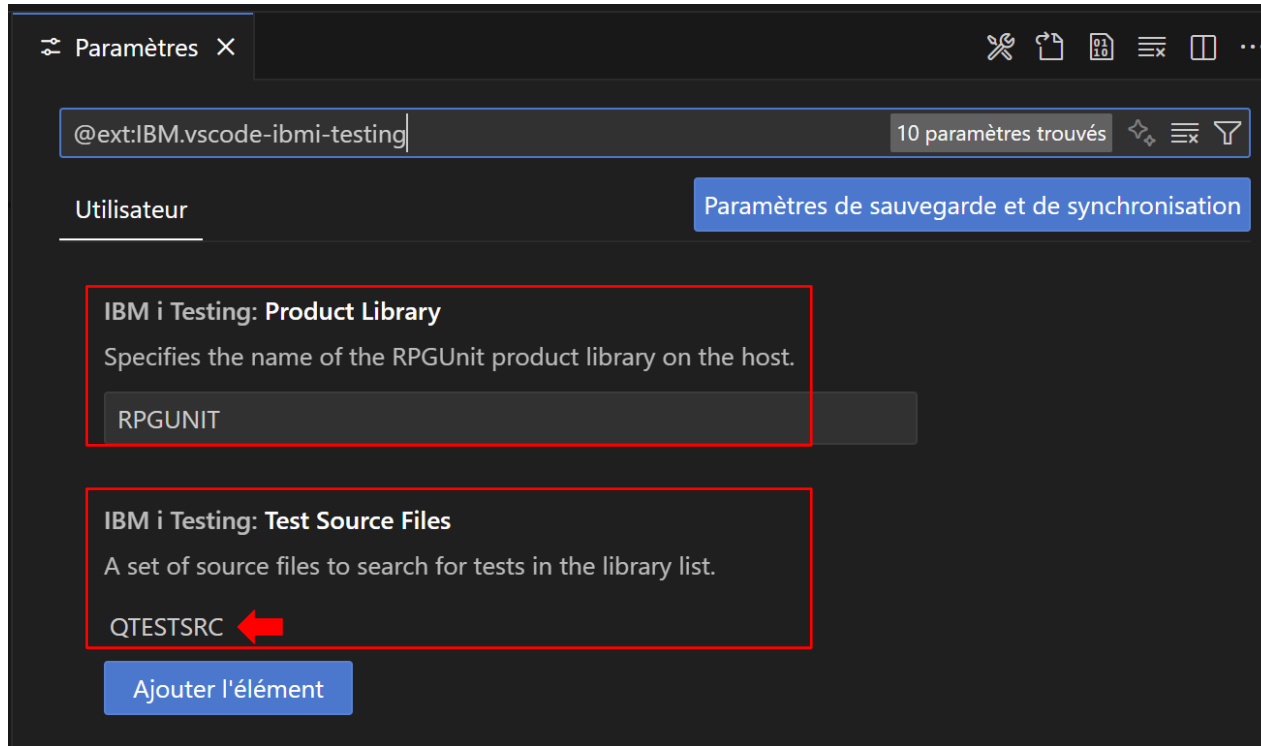 Paramètres
@ext:IBM.vscode-ibmi-testing
10 paramètres trouvés
Utilisateur
Paramètres de sauvegarde et de synchronisation
IBM i Testing: Product Library
Specifies the name of the RPGUnit product library on the host.
RPGUNIT
IBM i Testing: Test Source Files
A set of source files to search for tests in the library list.
QTESTSRC
Ajouter l'élément